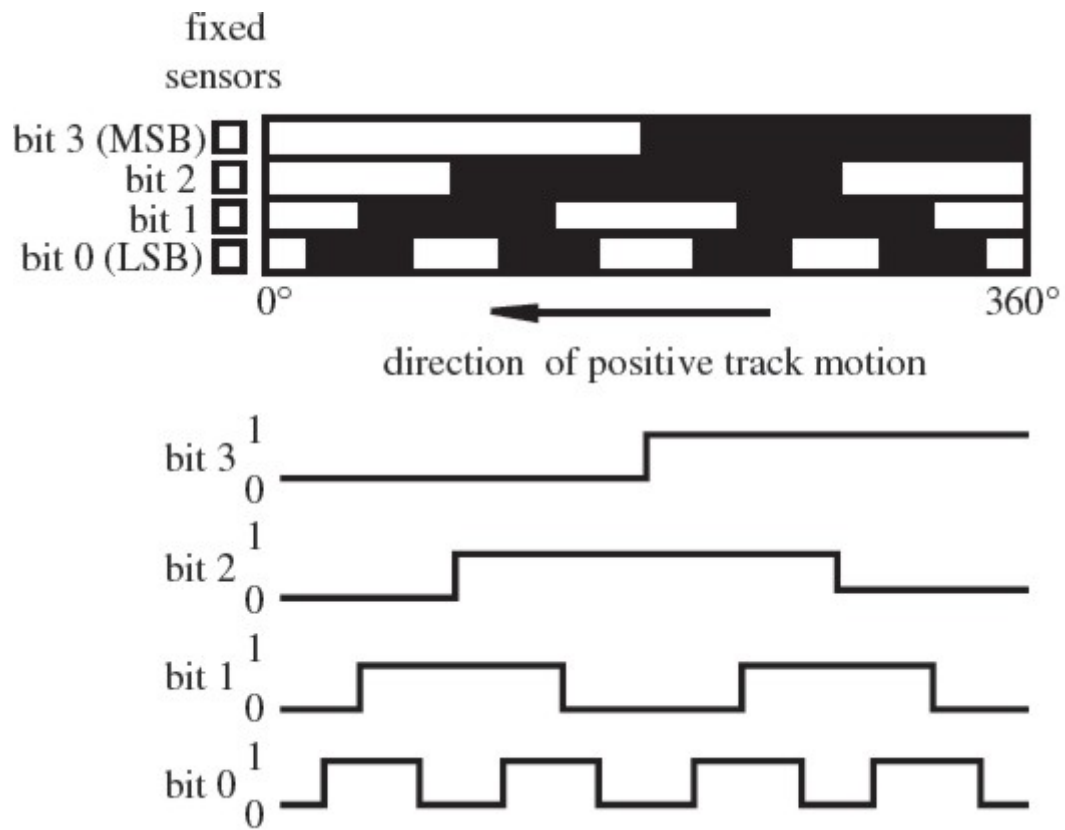 fixed
sensors
bit 3 (MSB)
bit 2
bit 1
bit 0 (LSB)
0° 360°
direction of positive track motion
bit 3 1
0
bit 2 1
0
bit 1 1
0
bit 0 1
0